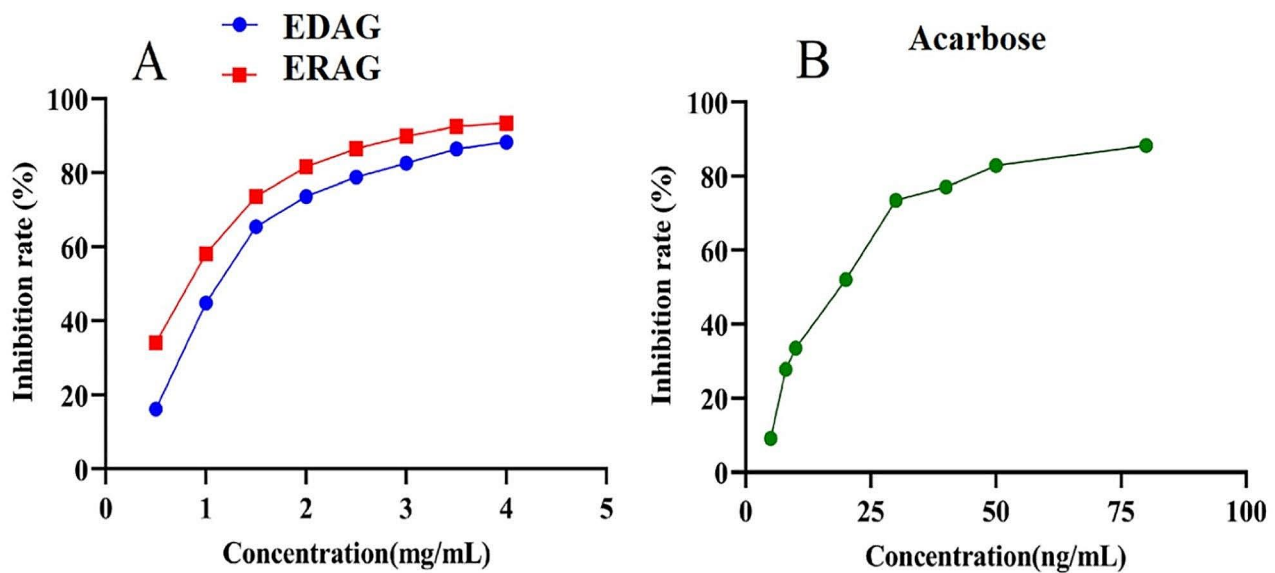 A
EDAG
ERAG
100
80
60
40
20
0
Inhibition rate (%)
0 1 2 3 4 5
Concentration(mg/mL)
B
Acarbose
100
80
60
40
20
0
Inhibition rate (%)
0 25 50 75 100
Concentration(ng/mL)